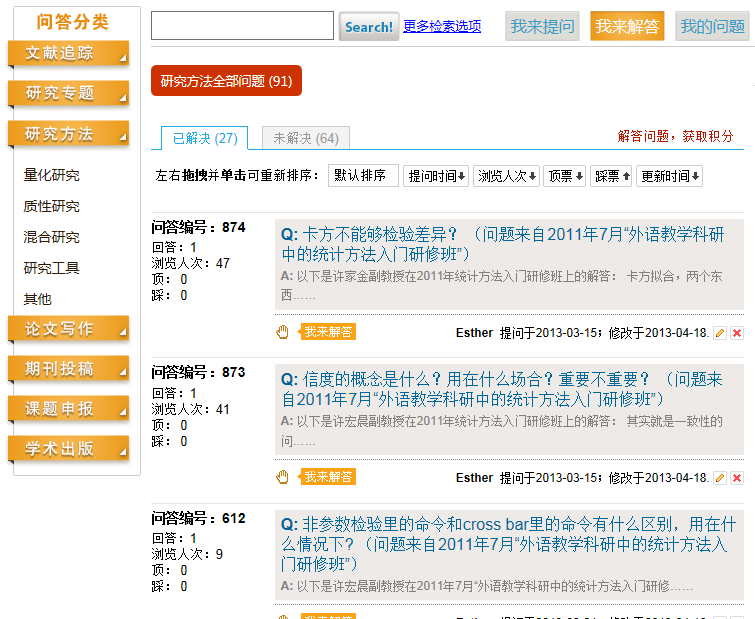 问答分类
文献追踪
研究专题
研究方法
量化研究
质性研究
混合研究
研究工具
其他
论文写作
期刊投稿
课题申报
学术出版
Search! 更多检索选项 我来提问 我来解答 我的问题
研究方法全部问题 (91)
已解决 (27) 未解决 (64) 解答问题，获取积分
左右拖拽并单击可重新排序： 默认排序 提问时间 浏览人次 顶票 踩票 更新时间
问答编号：874
回答：1
浏览人次：47
顶： 0
踩： 0
Q: 卡方不能够检验差异？ （问题来自2011年7月“外语教学科研
中的统计方法入门研修班”）
A: 以下是许家金副教授在2011年统计方法入门研修班上的解答： 卡方拟合，两个东
西……
我来解答 Esther 提问于2013-03-15；修改于2013-04-18.
问答编号：873
回答：1
浏览人次：41
顶： 0
踩： 0
Q: 信度的概念是什么？用在什么场合？重要不重要？ （问题来
自2011年7月“外语教学科研中的统计方法入门研修班”）
A: 以下是许宏晨副教授在2011年统计方法入门研修班上的解答： 其实就是一致性的
问……
我来解答 Esther 提问于2013-03-15；修改于2013-04-18.
问答编号：612
回答：1
浏览人次：9
顶： 0
踩： 0
Q: 非参数检验里的命令和cross bar里的命令有什么区别，用在什
么情况下？（问题来自2011年7月“外语教学科研中的统计方法入
门研修班”）
A: 以下是许宏晨副教授在2011年7月“外语教学科研中的统计方法入门研修……